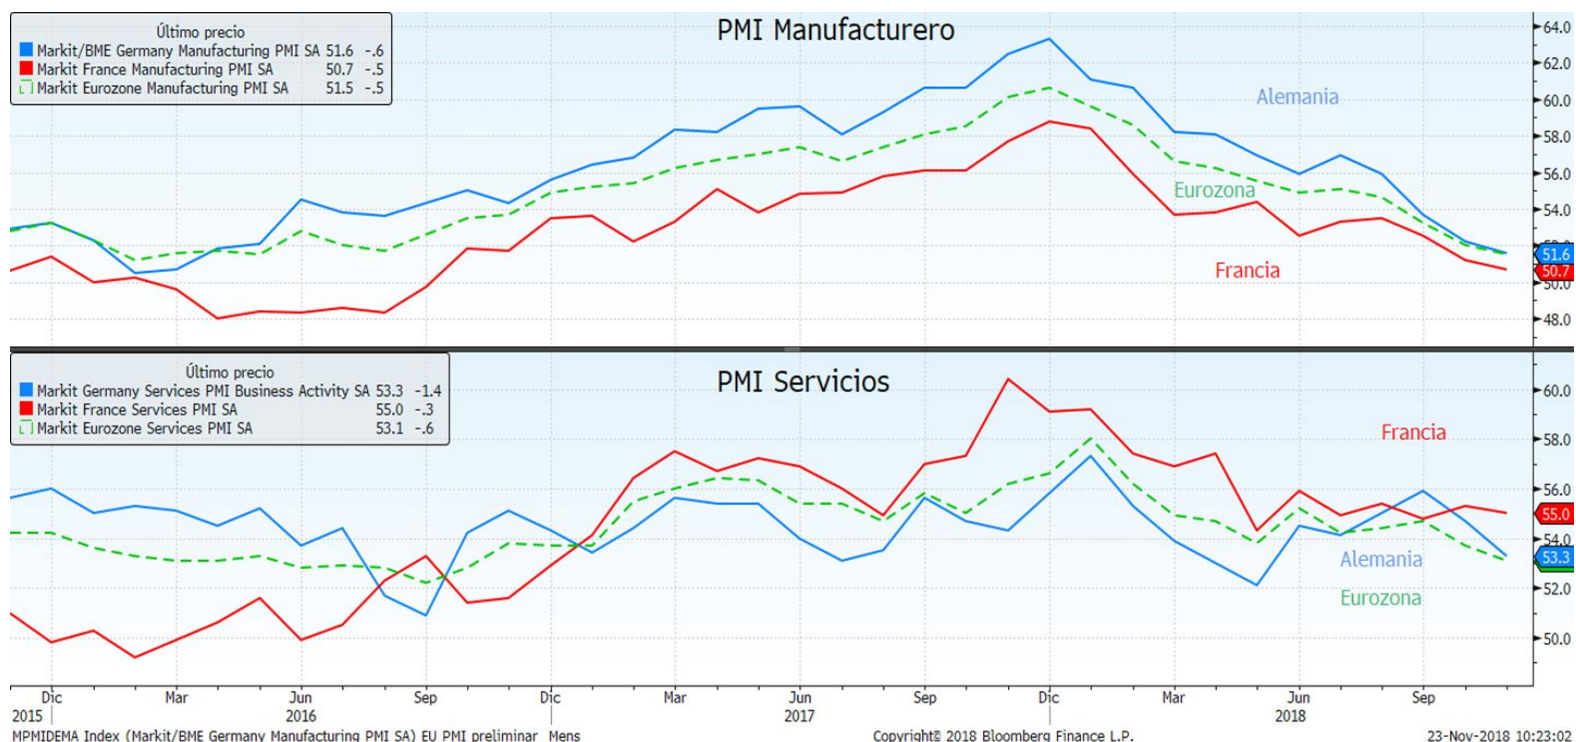 PMI Manufacturero
Último precio
Markit/BME Germany Manufacturing PMI SA 51.6 -.6
Markit France Manufacturing PMI SA 50.7 -.5
Markit Eurozone Manufacturing PMI SA 51.5 -.5
Alemania
Eurozona
Francia
64.0
62.0
60.0
58.0
56.0
54.0
51.6
50.7
50.0
48.0
PMI Servicios
Último precio
Markit Germany Services PMI Business Activity SA 53.3 -1.4
Markit France Services PMI SA 55.0 -.3
Markit Eurozone Services PMI SA 53.1 -.6
Francia
Alemania
Eurozona
60.0
58.0
56.0
55.0
54.0
53.3
52.0
50.0
Dic Mar Jun Sep Dic Mar Jun Sep Dic Mar Jun Sep
2015 2016 2017 2018
MPMIDEMA Index (Markit/BME Germany Manufacturing PMI SA) EU PMI preliminar Mens Copyright© 2018 Bloomberg Finance L.P. 23-Nov-2018 10:23:02